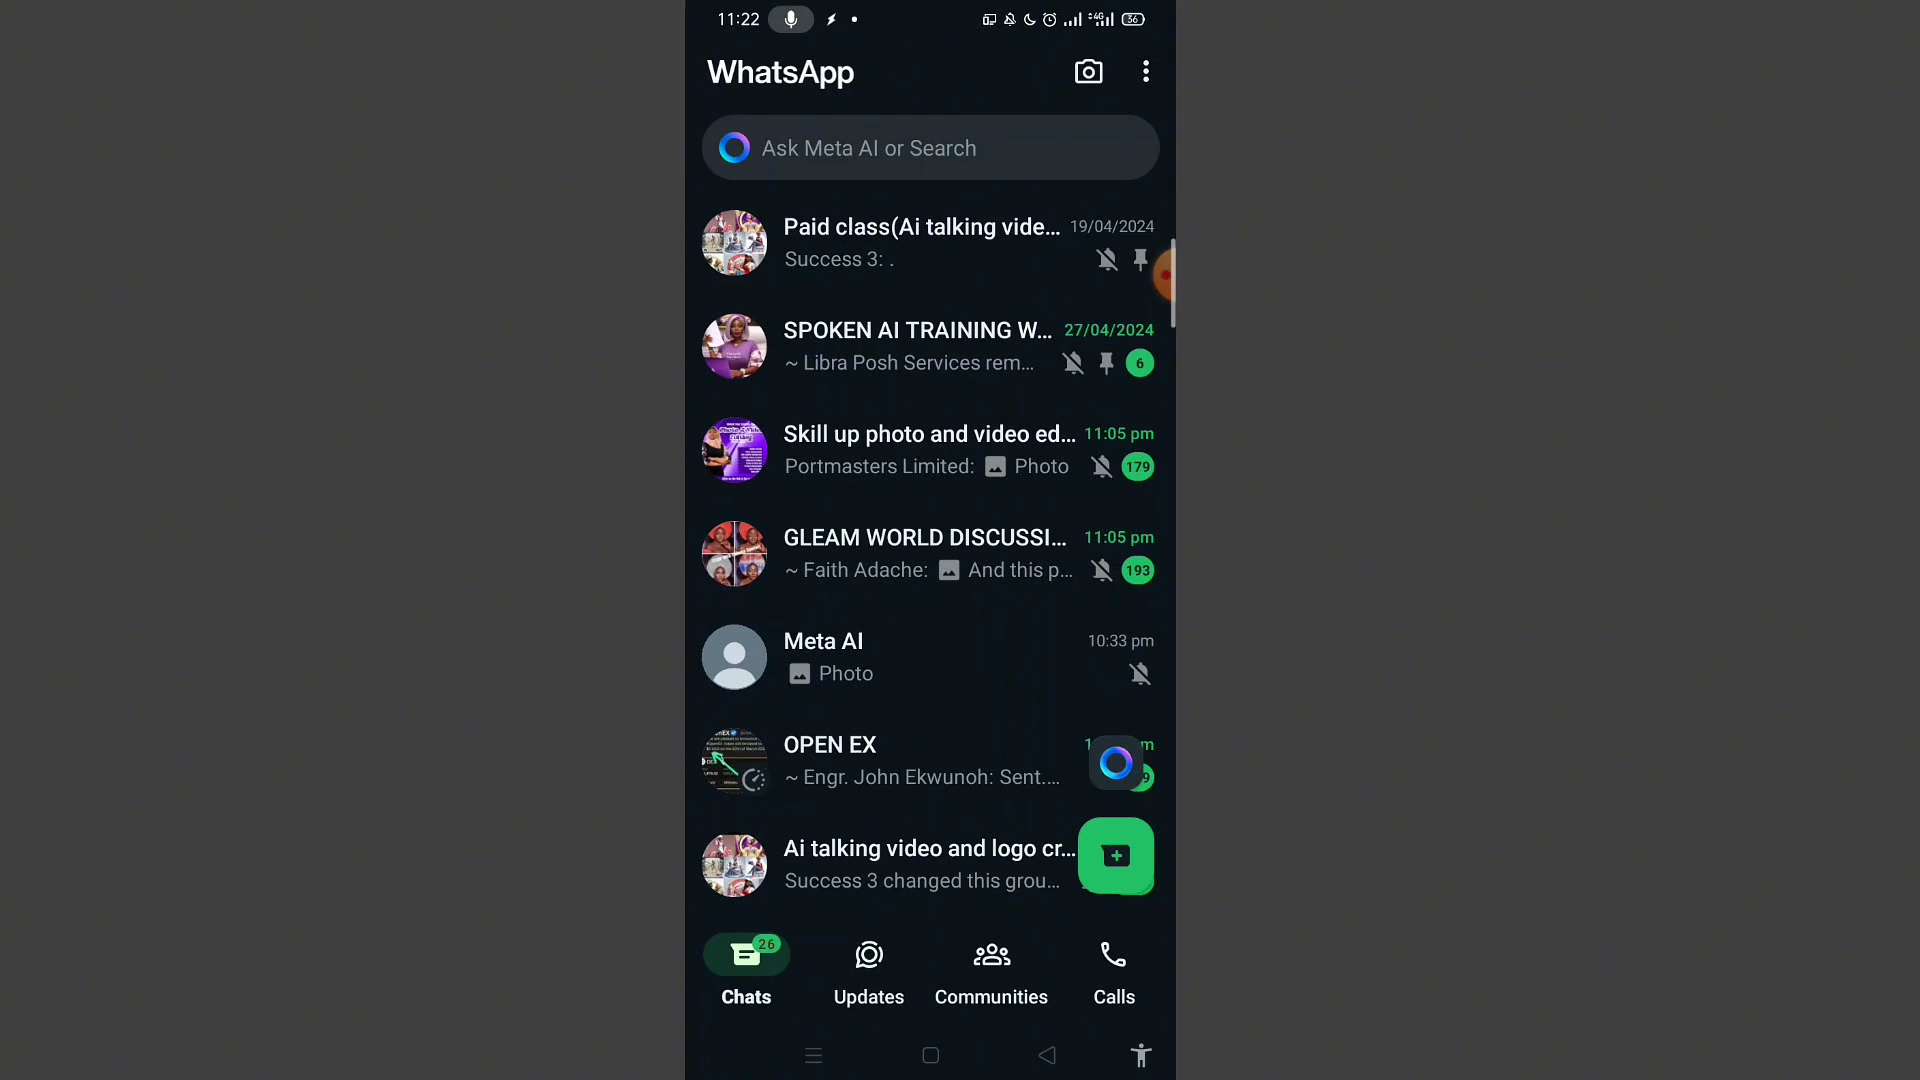 11:22
4G
36
WhatsApp
Ask Meta AI or Search
Paid class(Ai talking vide... 19/04/2024
Success 3: .
SPOKEN AI TRAINING W... 27/04/2024
~ Libra Posh Services rem... 6
Skill up photo and video ed... 11:05 pm
Portmasters Limited: Photo 179
GLEAM WORLD DISCUSSI... 11:05 pm
~ Faith Adache: And this p... 193
Meta AI 10:33 pm
Photo
OPEN EX
~ Engr. John Ekwunoh: Sent....
Ai talking video and logo cr...
Success 3 changed this grou...
26
Chats Updates Communities Calls